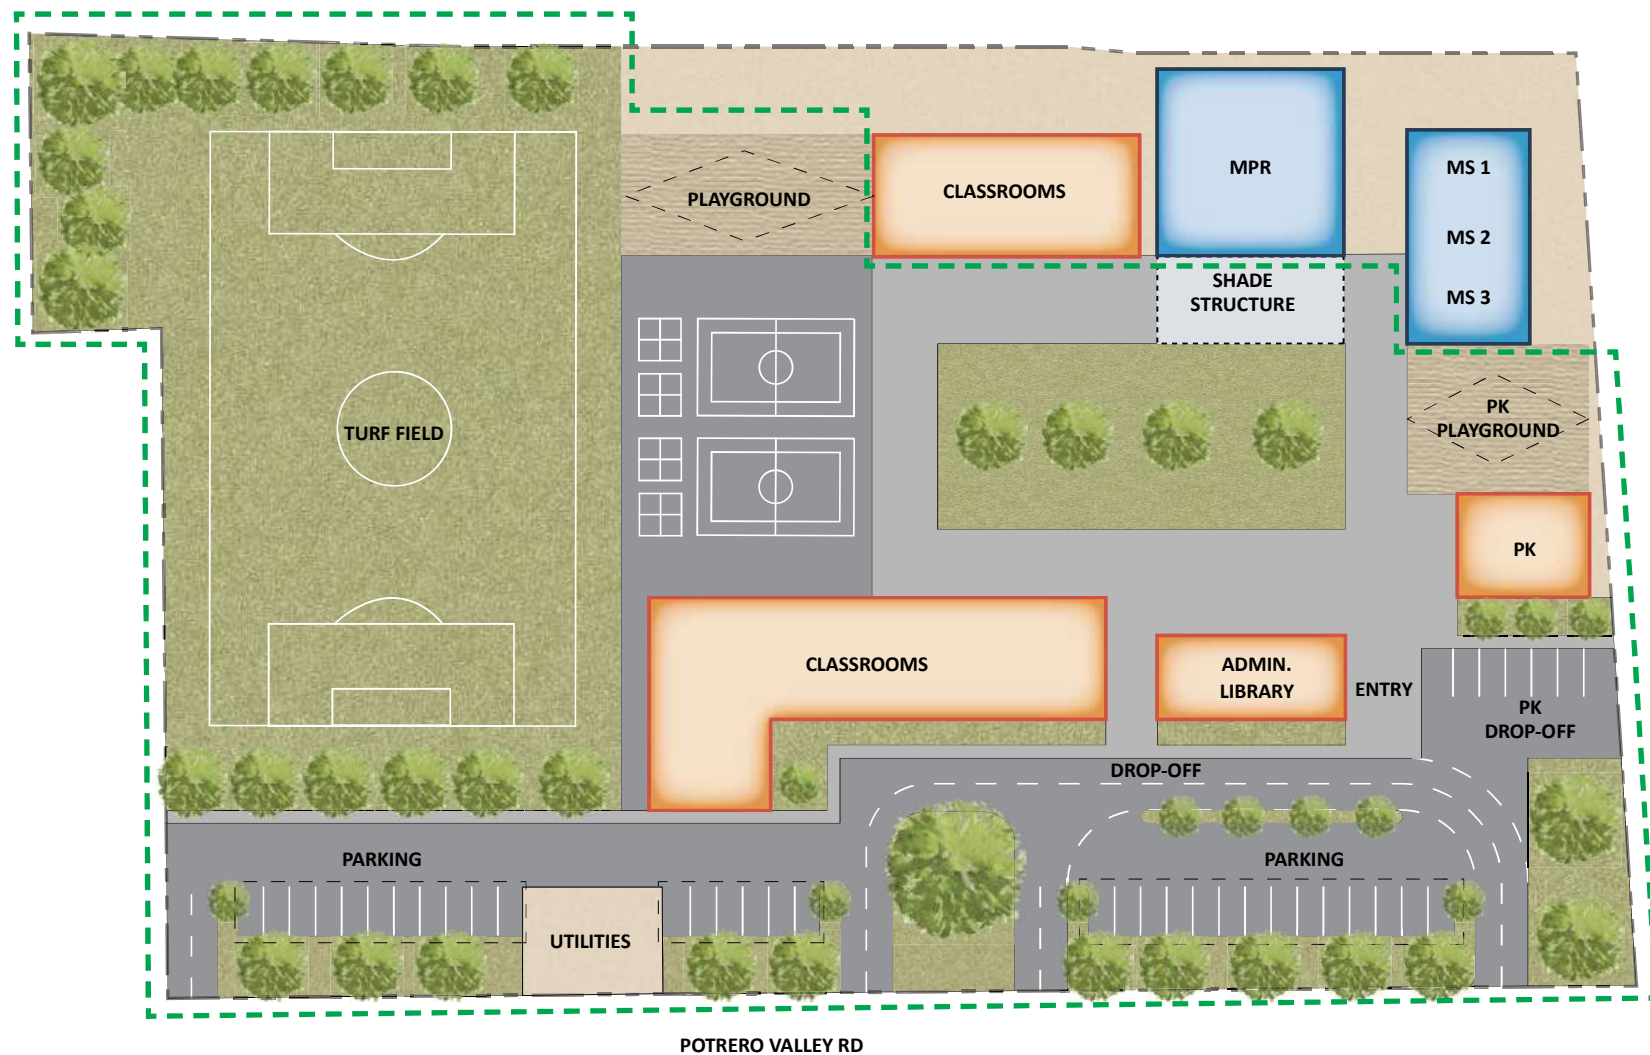 MPR
MS 1
CLASSROOMS
PLAYGROUND
MS 2
SHADE
STRUCTURE
MS 3
PK
PLAYGROUND
TURF FIELD
PK
CLASSROOMS
ADMIN.
LIBRARY
ENTRY
PK
DROP-OFF
DROP-OFF
PARKING
PARKING
UTILITIES
POTRERO VALLEY RD